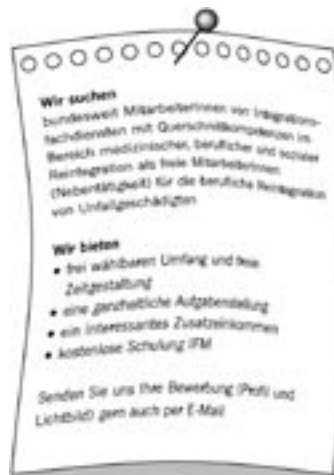 Wir suchen
bundesweit MitarbeiterInnen von Integrations-
fachdiensten mit Querschnittkompetenzen im
Bereich medizinischer, beruflicher und sozialer
Reintegration als freie MitarbeiterInnen
(Nebentätigkeit) für die berufliche Reintegration
von Unfallgeschädigten
Wir bieten
• frei wählbaren Umfang und freie
Zeitgestaltung
• eine ganzheitliche Aufgabenstellung
• ein interessantes Zusatzeinkommen
• kostenlose Schulung IFM
Senden Sie uns Ihre Bewerbung (Profil und
Lichtbild) gern auch per E-Mail